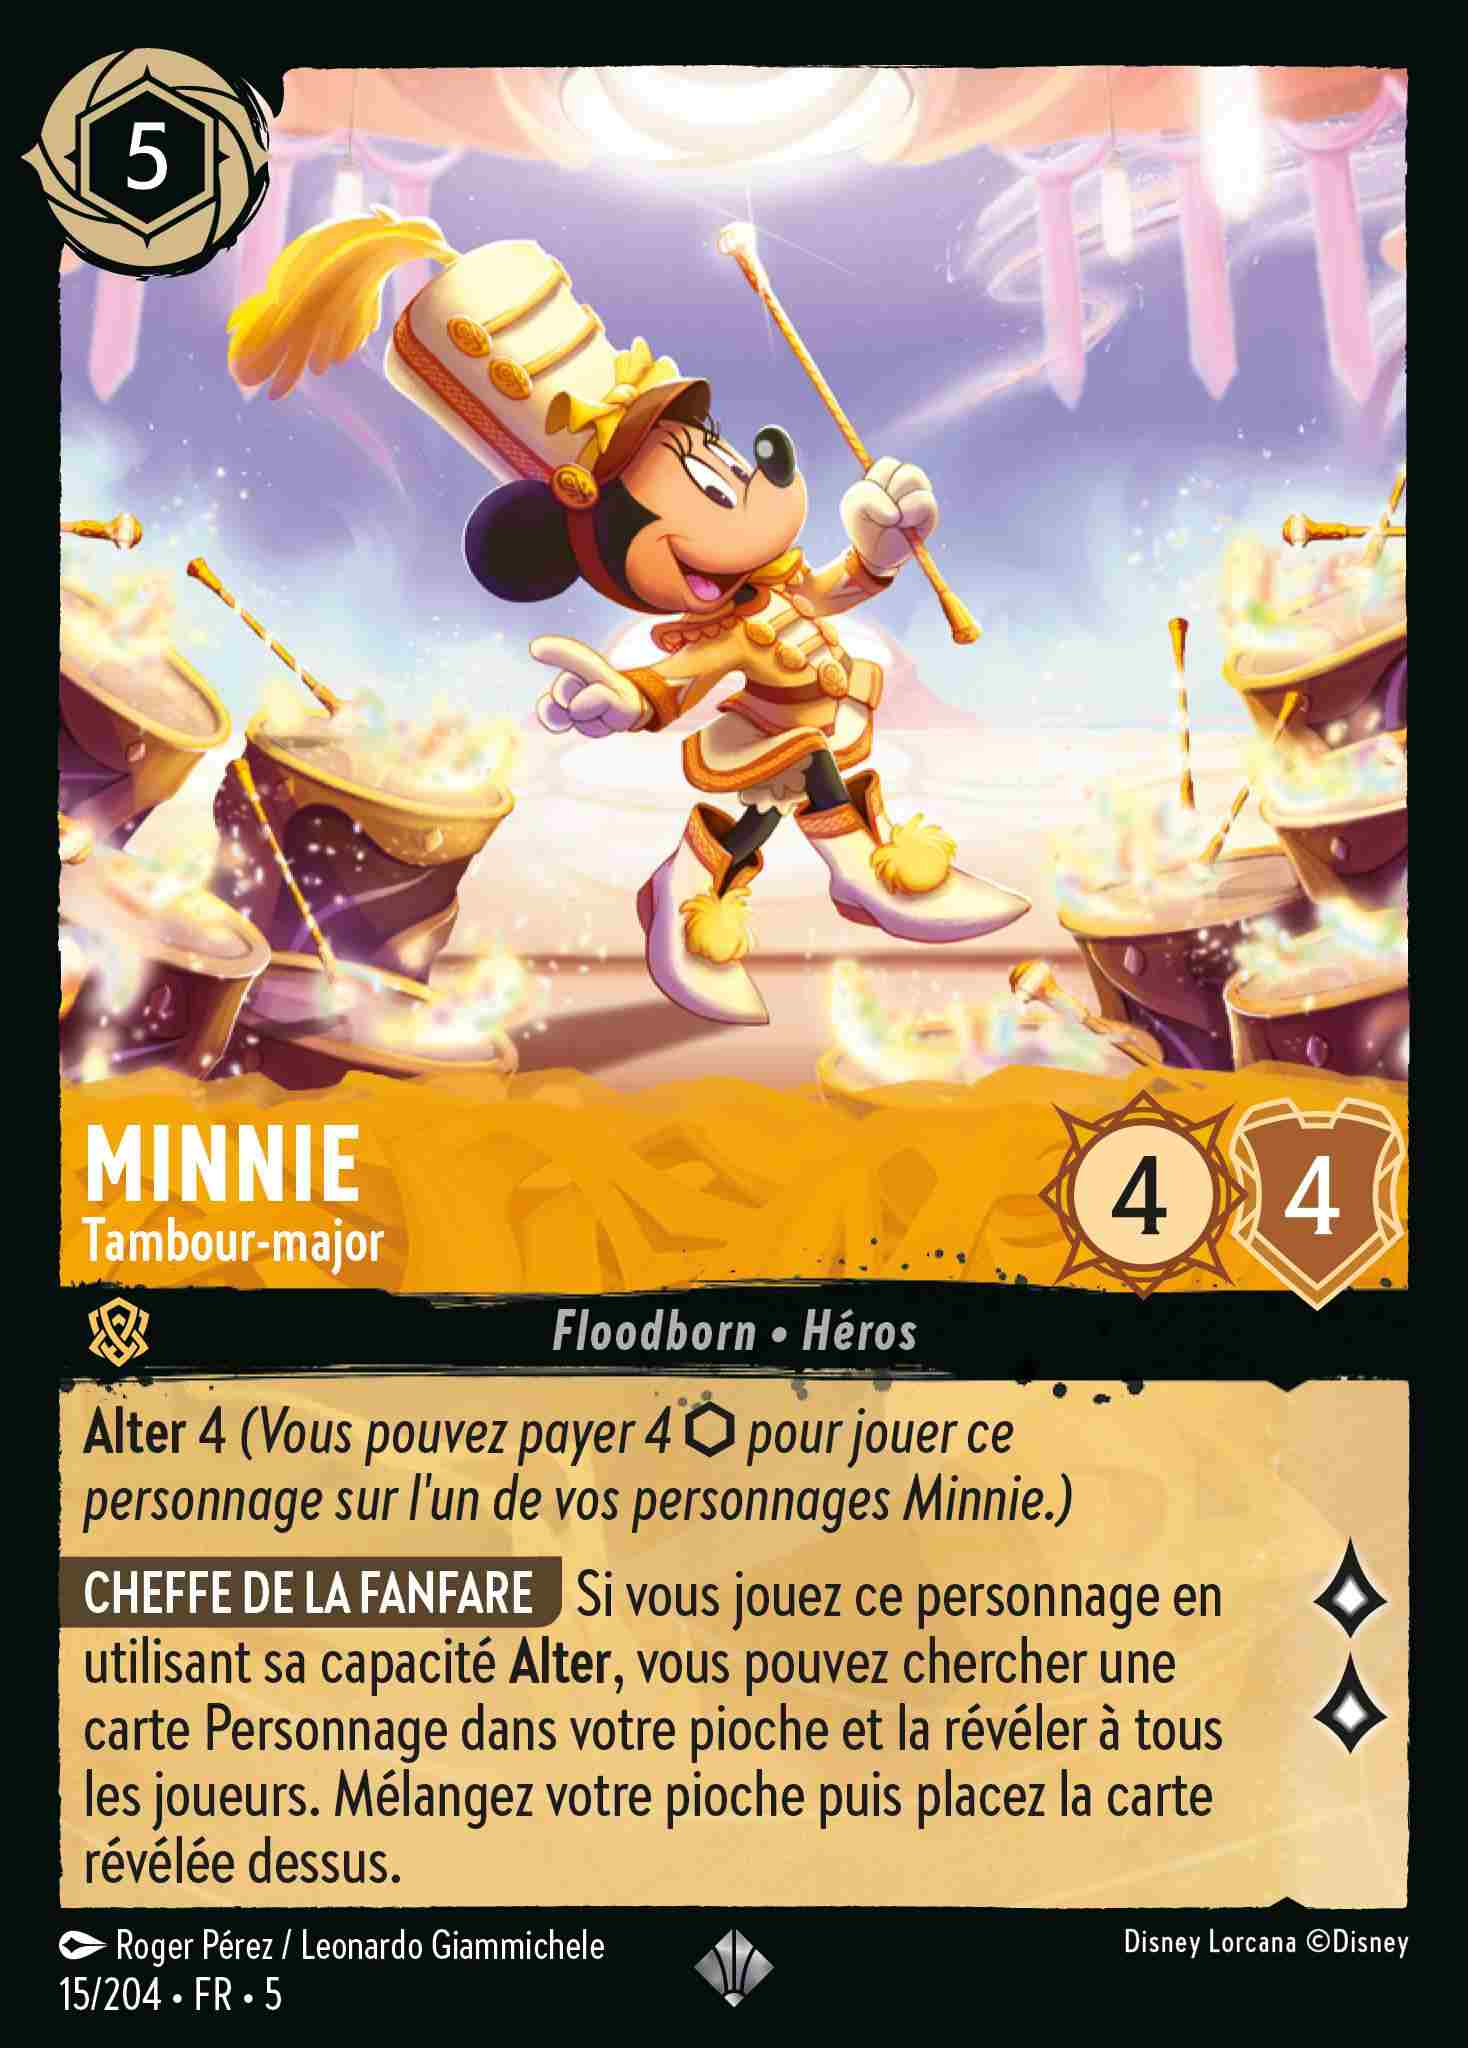 5
MINNIE
Tambour-major
4 4
Floodborn • Héros
Alter 4 (Vous pouvez payer 4 ⬡ pour jouer ce
personnage sur l'un de vos personnages Minnie.)
CHEFFE DE LA FANFARE Si vous jouez ce personnage en
utilisant sa capacité Alter, vous pouvez chercher une
carte Personnage dans votre pioche et la révéler à tous
les joueurs. Mélangez votre pioche puis placez la carte
révélée dessus.
Roger Pérez / Leonardo Giammichele
Disney Lorcana ©Disney
15/204 • FR • 5